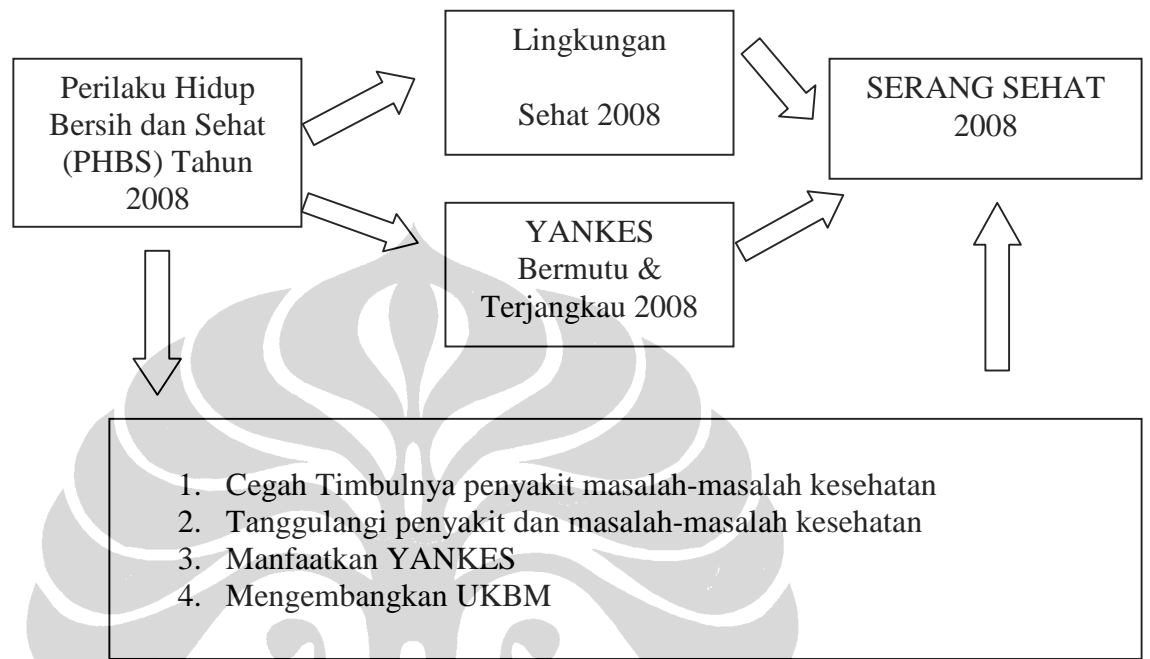 Perilaku Hidup
Bersih dan Sehat
(PHBS) Tahun
2008
Lingkungan
Sehat 2008
YANKES
Bermutu &
Terjangkau 2008
SERANG SEHAT
2008
1. Cegah Timbulnya penyakit masalah-masalah kesehatan
2. Tanggulangi penyakit dan masalah-masalah kesehatan
3. Manfaatkan YANKES
4. Mengembangkan UKBM